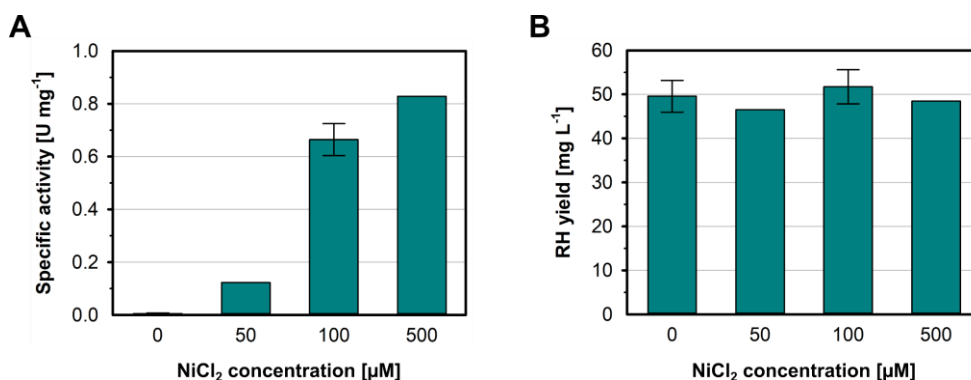 A
Specific activity [U mg⁻¹]
1.0
0.8
0.6
0.4
0.2
0.0
0 50 100 500
NiCl₂ concentration [µM]
B
RH yield [mg L⁻¹]
60
50
40
30
20
10
0
0 50 100 500
NiCl₂ concentration [µM]